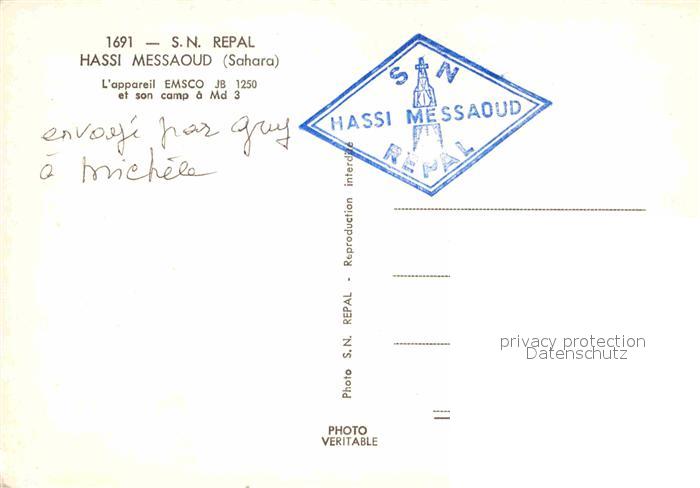 1691 — S.N. REPAL
HASSI MESSAOUD (Sahara)
L'appareil EMSCO JB 1250
et son camp à Md 3
envoyé par Guy
à Michèle
S N
HASSI MESSAOUD
REPAL
Photo S.N. REPAL - Reproduction interdite
PHOTO
VERITABLE
privacy protection
Datenschutz